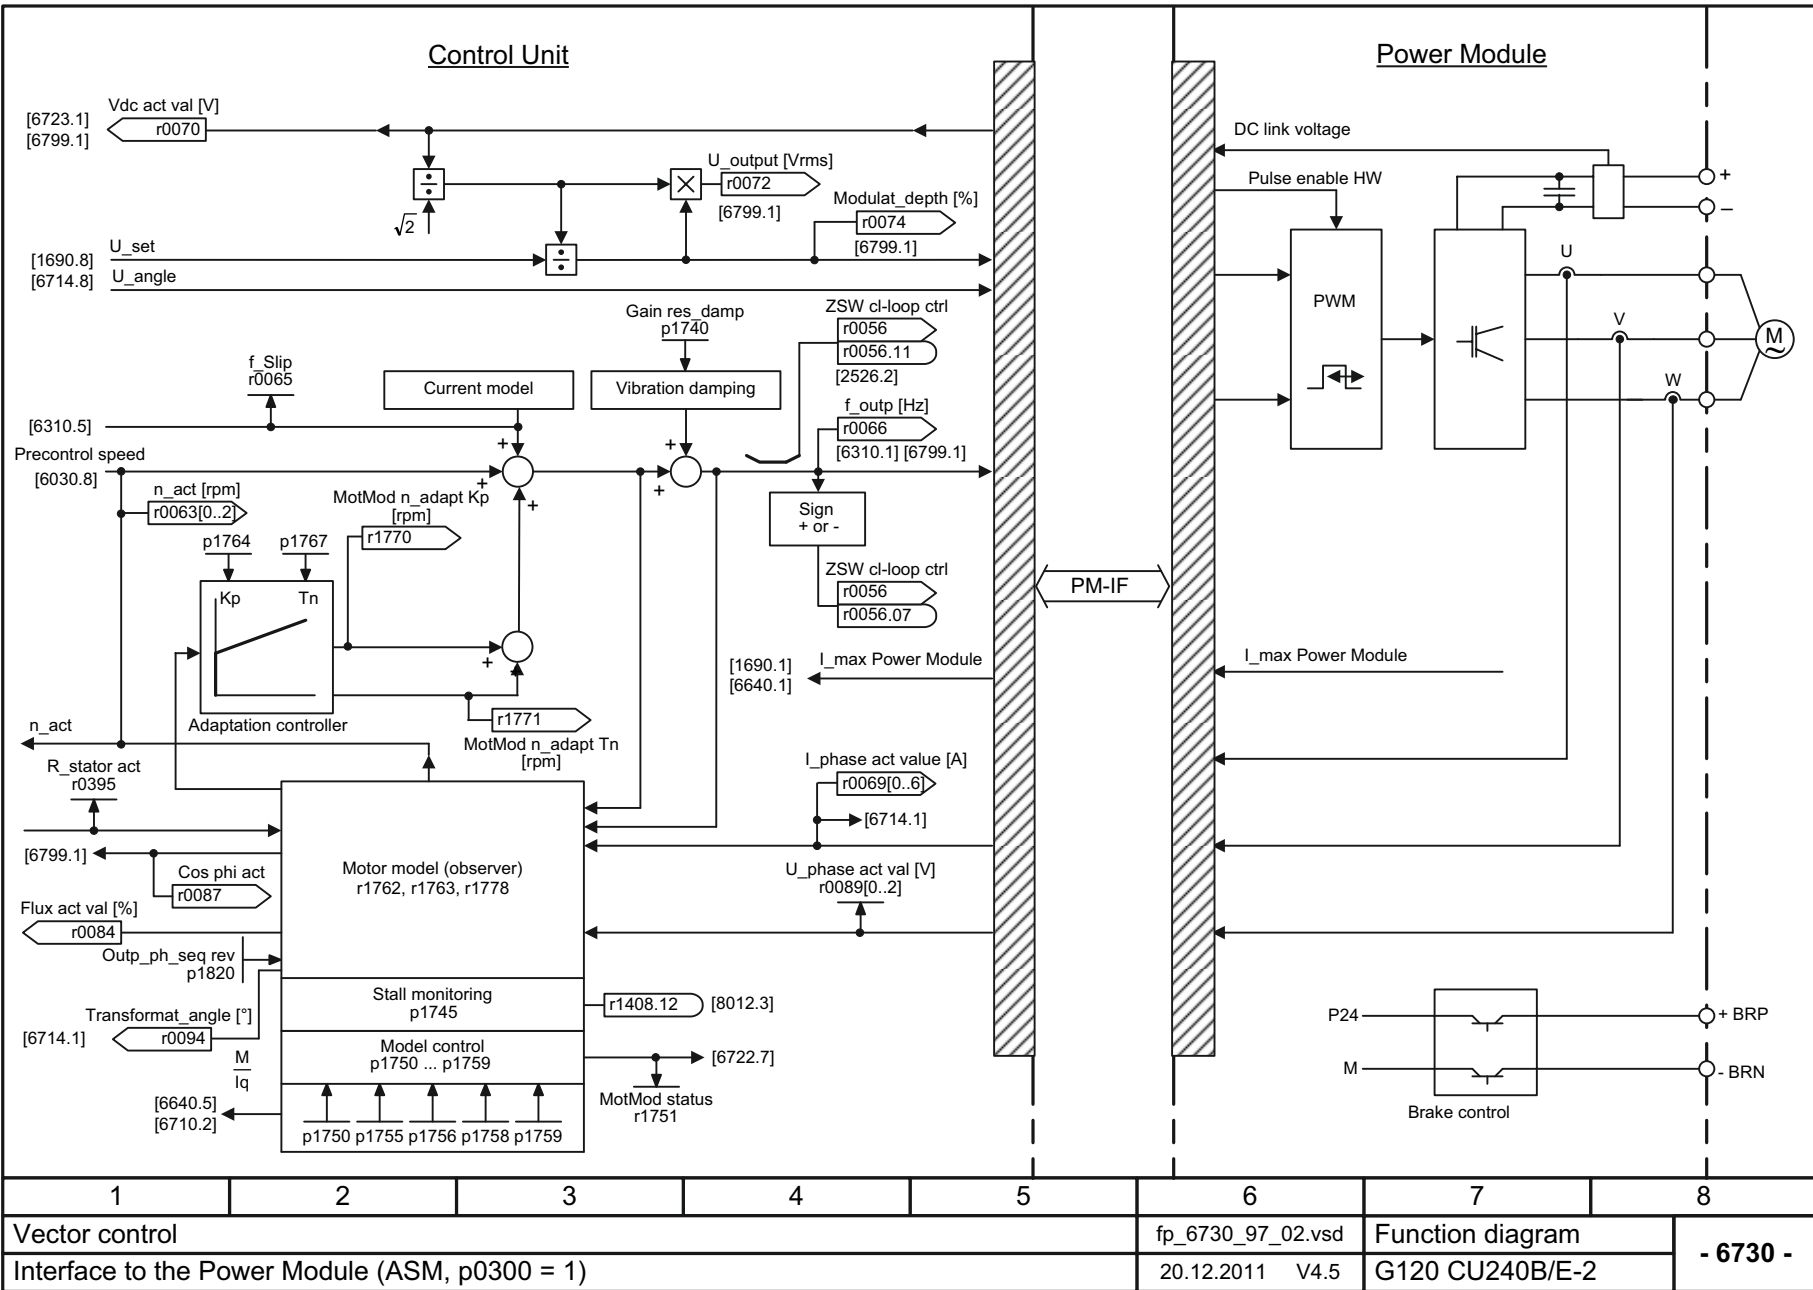 Control Unit
Power Module
Vdc act val [V]
[6723.1]
[6799.1]
r0070
DC link voltage
U_output [Vrms]
r0072
[6799.1]
Modulat_depth [%]
r0074
[6799.1]
÷
√2
×
÷
Pulse enable HW
+
–
[1690.8]
[6714.8]
U_set
U_angle
U
V
W
PWM
M
~
Gain res_damp
p1740
ZSW cl-loop ctrl
r0056
r0056.11
[2526.2]
f_Slip
r0065
Current model
Vibration damping
[6310.5]
f_outp [Hz]
r0066
[6310.1] [6799.1]
Precontrol speed
[6030.8]
+
+
+
+
+
n_act [rpm]
r0063[0..2]
MotMod n_adapt Kp
[rpm]
r1770
Sign
+ or -
p1764
p1767
Kp
Tn
ZSW cl-loop ctrl
r0056
r0056.07
PM-IF
+
+
Adaptation controller
r1771
MotMod n_adapt Tn
[rpm]
[1690.1]
[6640.1]
I_max Power Module
I_max Power Module
n_act
R_stator act
r0395
I_phase act value [A]
r0069[0..6]
[6714.1]
[6799.1]
Cos phi act
r0087
Motor model (observer)
r1762, r1763, r1778
U_phase act val [V]
r0089[0..2]
Flux act val [%]
r0084
Outp_ph_seq rev
p1820
Stall monitoring
p1745
r1408.12
[8012.3]
Transformat_angle [°]
[6714.1]
r0094
Model control
p1750 ... p1759
[6722.7]
MotMod status
r1751
M
Iq
[6640.5]
[6710.2]
p1750 p1755 p1756 p1758 p1759
P24
M
+ BRP
- BRN
Brake control
1 2 3 4 5 6 7 8
Vector control
fp_6730_97_02.vsd
Function diagram
- 6730 -
Interface to the Power Module (ASM, p0300 = 1)
20.12.2011 V4.5
G120 CU240B/E-2